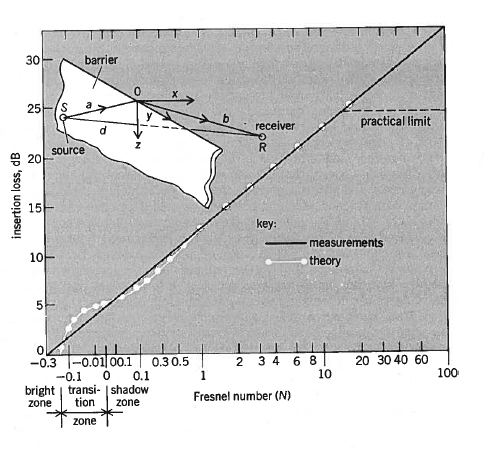 30
25
20
15
10
5
0
insertion loss, dB
barrier
O
x
S
a
b
y
d
z
source
receiver
R
practical limit
key:
measurements
theory
−0.3 −0.01 0 0.1 0.3 0.5 2 3 4 6 8 20 30 40 60
−0.1 0 0.1 1 10 100
bright zone
transition zone
shadow zone
Fresnel number (N)